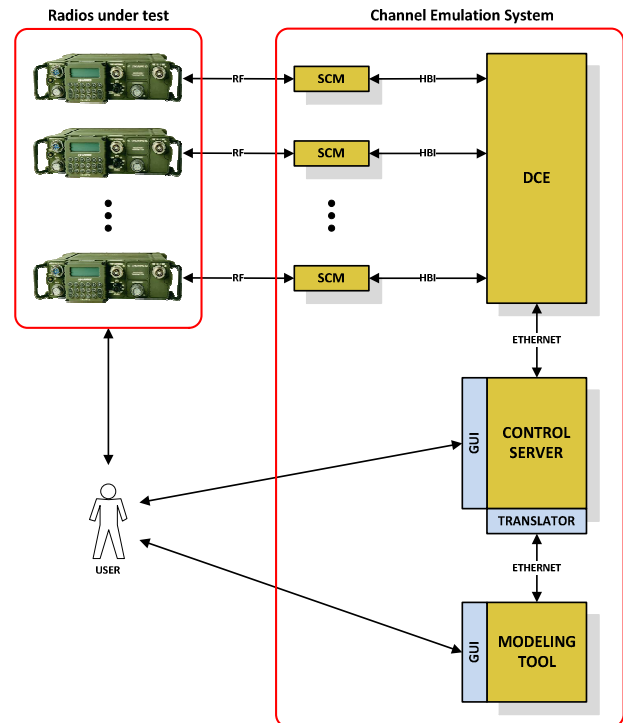 Radios under test
Channel Emulation System
RF
SCM
HBI
RF
SCM
HBI
DCE
RF
SCM
HBI
ETHERNET
GUI
CONTROL
SERVER
TRANSLATOR
ETHERNET
USER
GUI
MODELING
TOOL